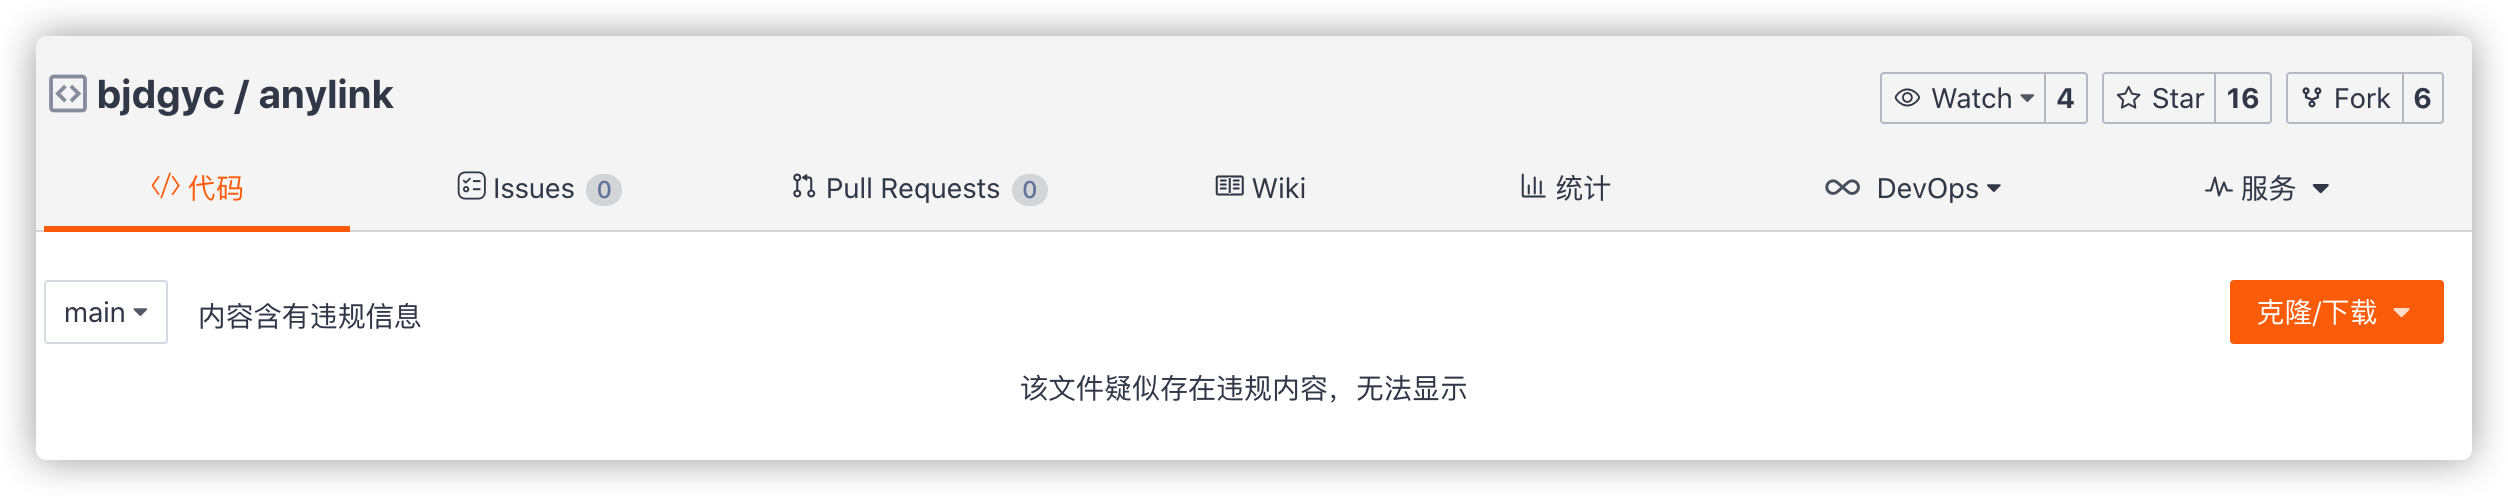 bjdgyc / anylink
Watch 4 Star 16 Fork 6
代码 Issues 0 Pull Requests 0 Wiki 统计 DevOps 服务
main 内容含有违规信息 克隆/下载
该文件疑似存在违规内容，无法显示